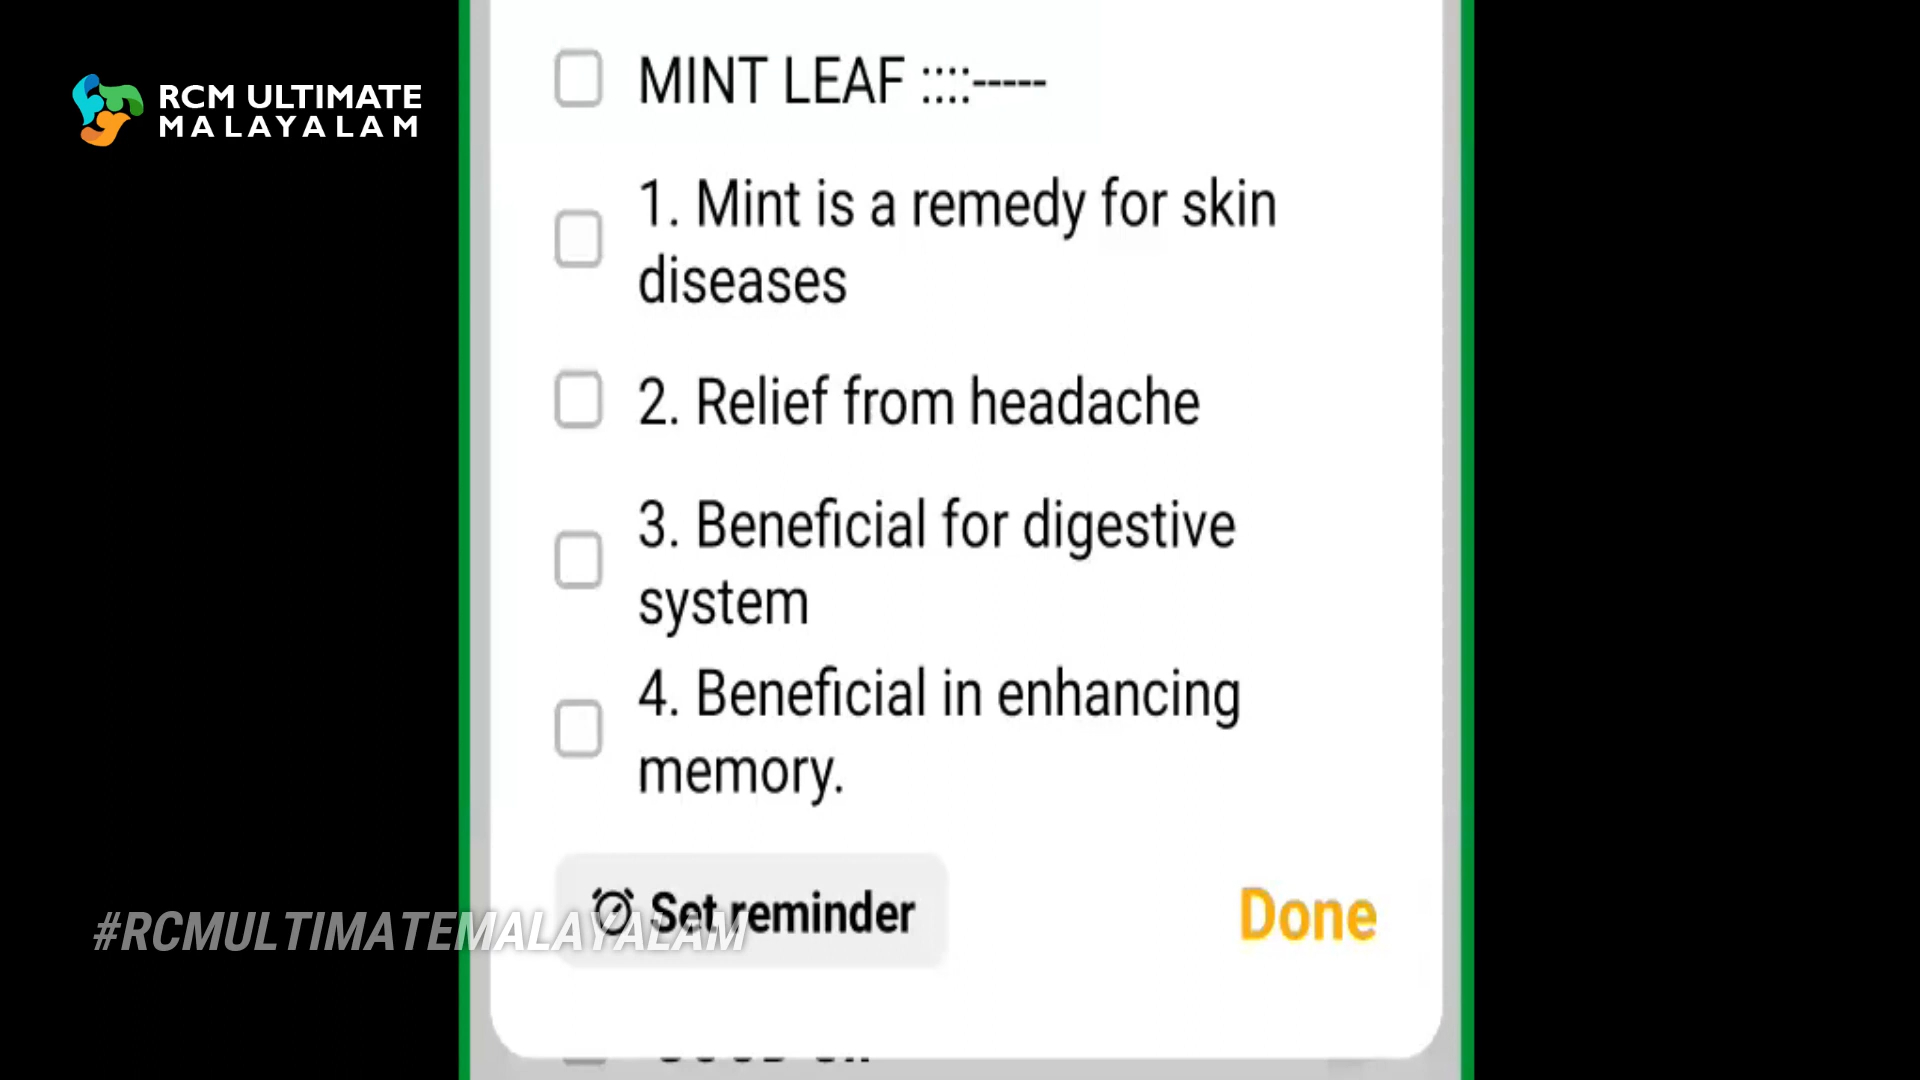 RCM ULTIMATE
MALAYALAM
MINT LEAF ::::-----
1. Mint is a remedy for skin
diseases
2. Relief from headache
3. Beneficial for digestive
system
4. Beneficial in enhancing
memory.
Set reminder
Done
#RCMULTIMATEMALAYALAM